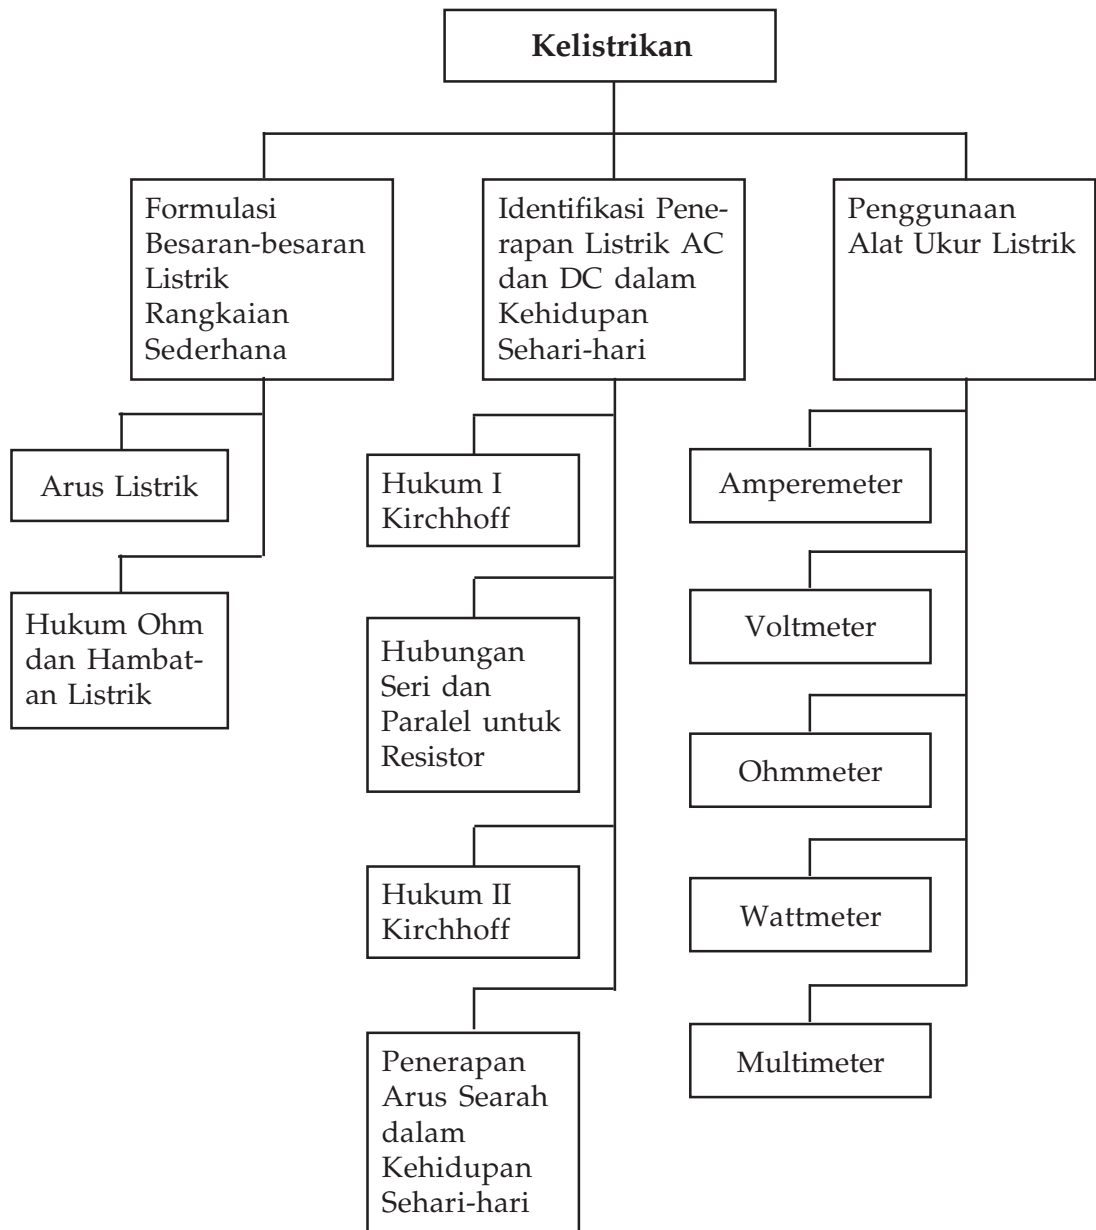 Kelistrikan
Formulasi
Besaran-besaran
Listrik
Rangkaian
Sederhana
Identifikasi Pene-
rapan Listrik AC
dan DC dalam
Kehidupan
Sehari-hari
Penggunaan
Alat Ukur Listrik
Arus Listrik
Hukum Ohm
dan Hambat-
an Listrik
Hukum I
Kirchhoff
Hubungan
Seri dan
Paralel untuk
Resistor
Hukum II
Kirchhoff
Penerapan
Arus Searah
dalam
Kehidupan
Sehari-hari
Amperemeter
Voltmeter
Ohmmeter
Wattmeter
Multimeter